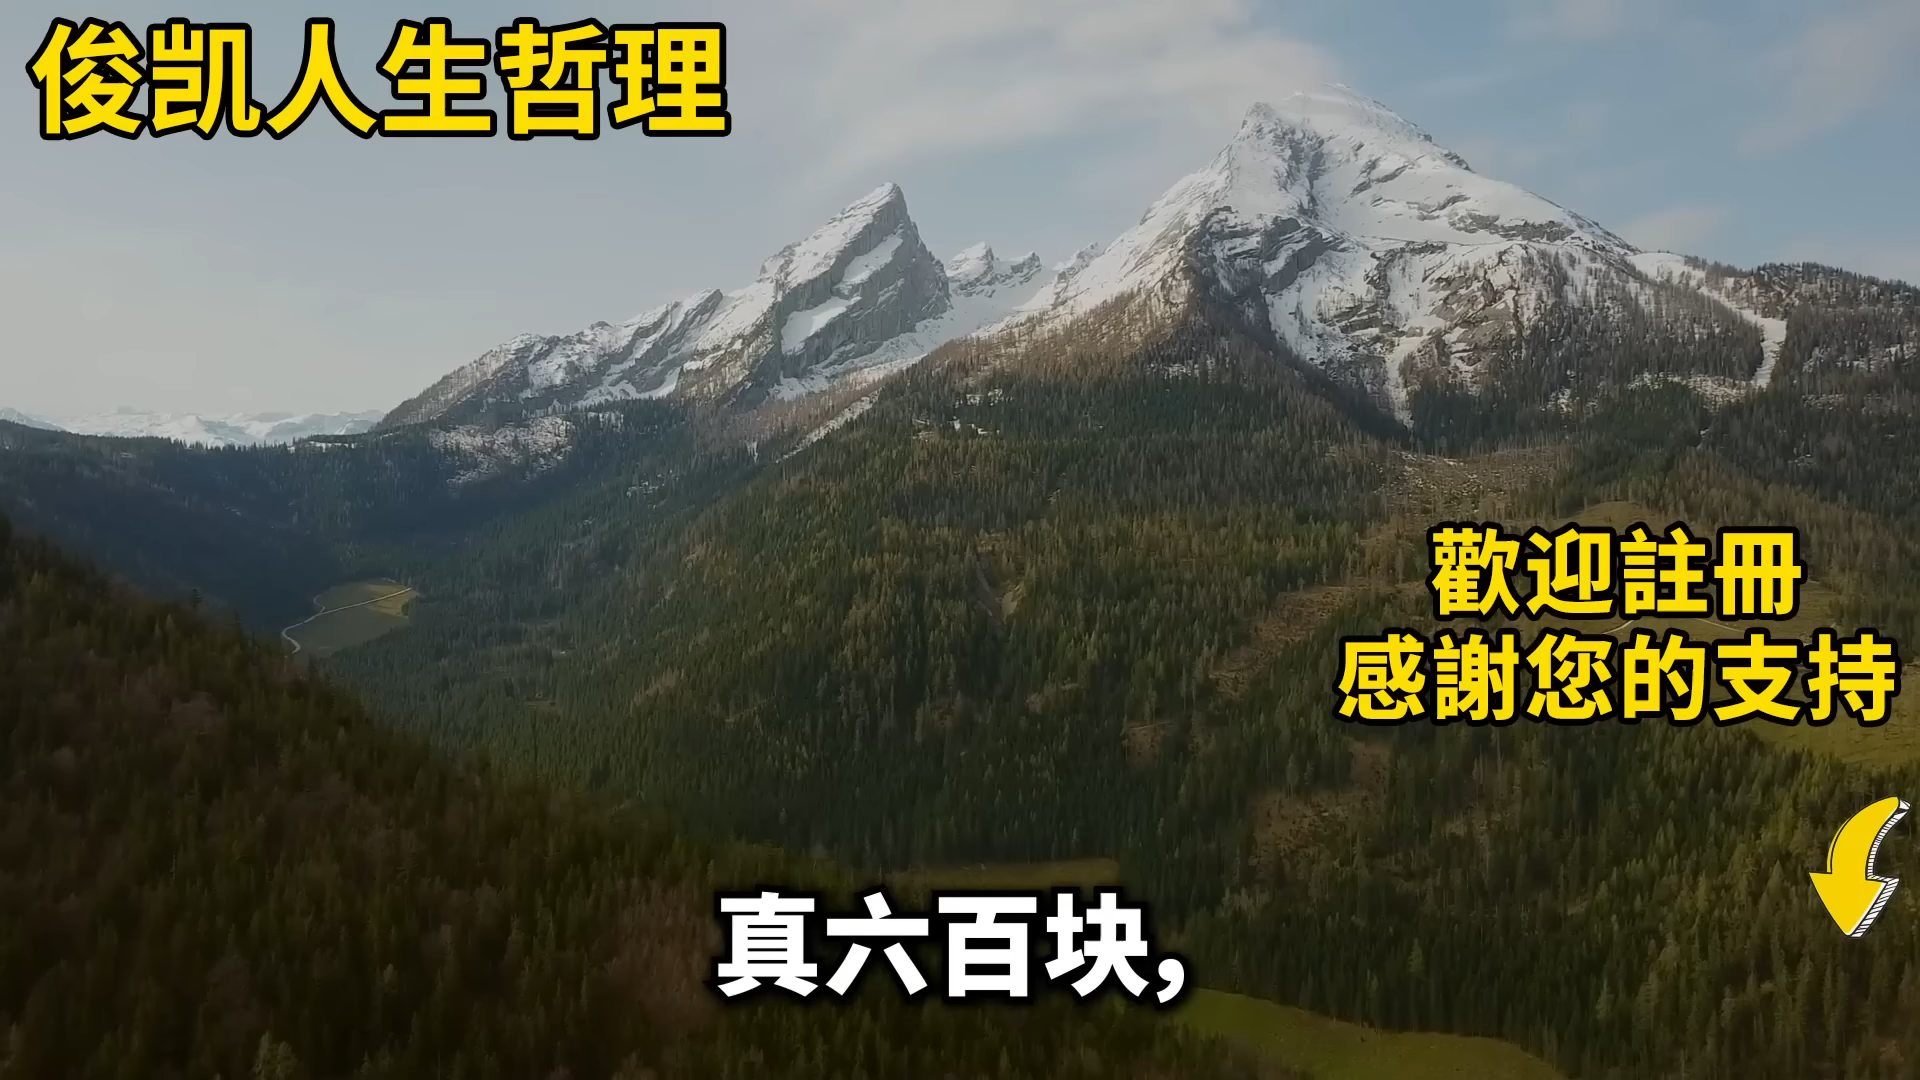 俊凯人生哲理
歡迎註冊
感謝您的支持
真六百块,